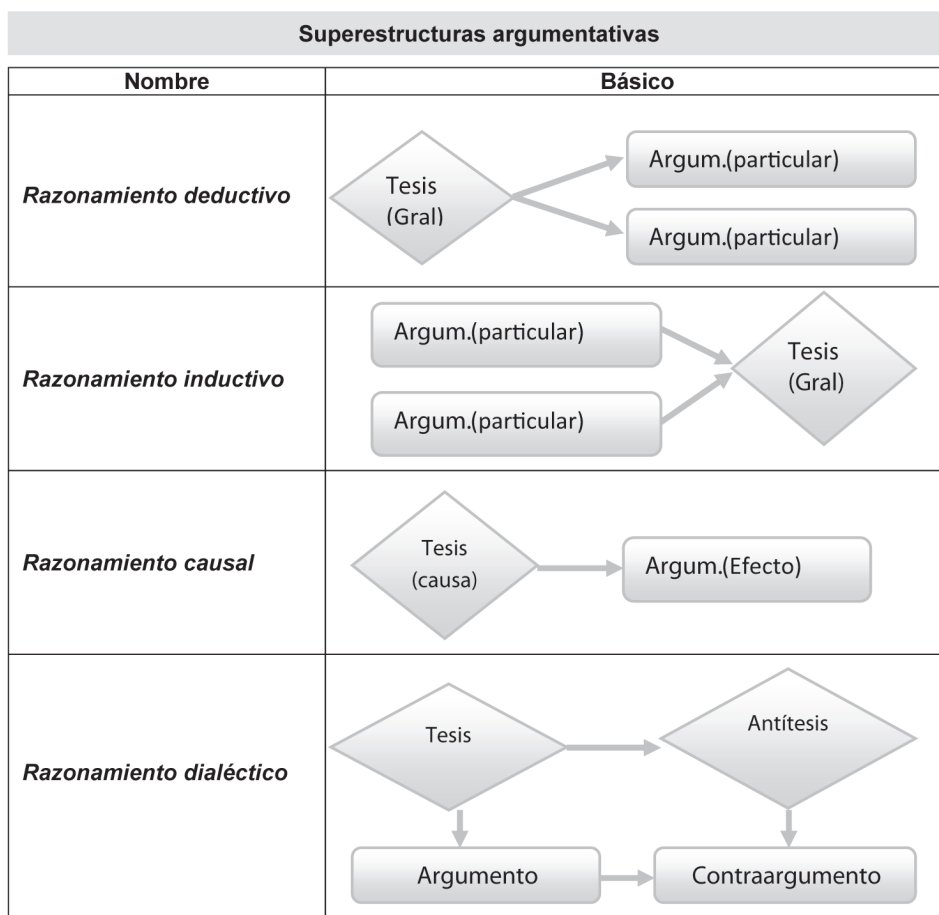 Superestructuras argumentativas
Nombre
Básico
Razonamiento deductivo
Tesis
(Gral)
Argum.(particular)
Argum.(particular)
Razonamiento inductivo
Argum.(particular)
Argum.(particular)
Tesis
(Gral)
Razonamiento causal
Tesis
(causa)
Argum.(Efecto)
Razonamiento dialéctico
Tesis
Antítesis
Argumento
Contraargumento